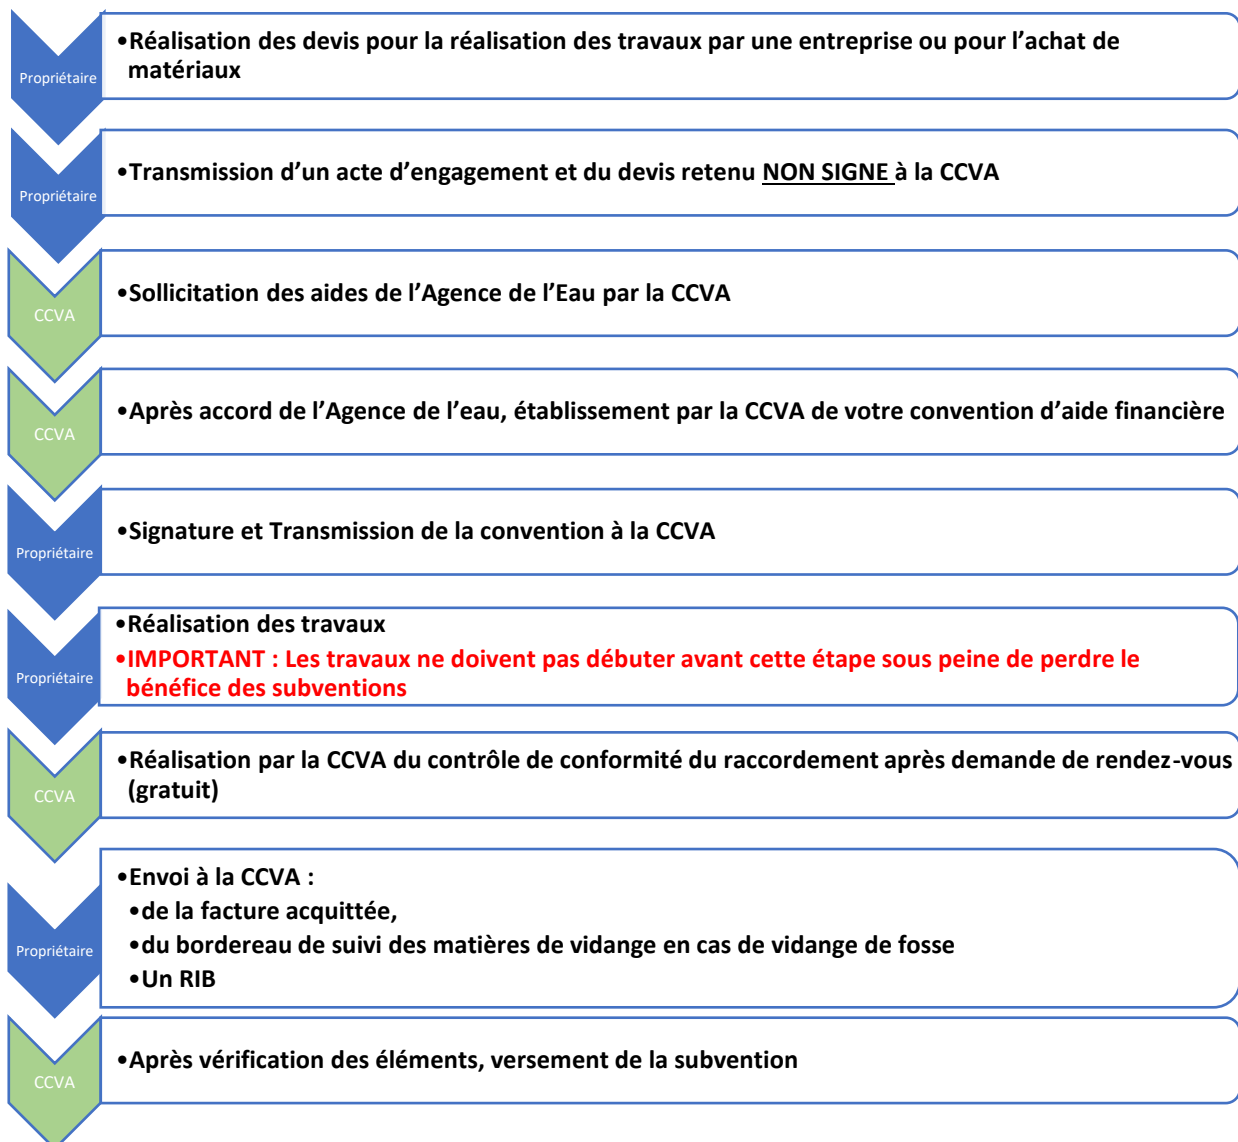 Propriétaire
•Réalisation des devis pour la réalisation des travaux par une entreprise ou pour l’achat de
matériaux
Propriétaire
•Transmission d’un acte d’engagement et du devis retenu NON SIGNE à la CCVA
CCVA
•Sollicitation des aides de l’Agence de l’Eau par la CCVA
CCVA
•Après accord de l’Agence de l’eau, établissement par la CCVA de votre convention d’aide financière
Propriétaire
•Signature et Transmission de la convention à la CCVA
Propriétaire
•Réalisation des travaux
•IMPORTANT : Les travaux ne doivent pas débuter avant cette étape sous peine de perdre le
bénéfice des subventions
CCVA
•Réalisation par la CCVA du contrôle de conformité du raccordement après demande de rendez-vous
(gratuit)
Propriétaire
•Envoi à la CCVA :
•de la facture acquittée,
•du bordereau de suivi des matières de vidange en cas de vidange de fosse
•Un RIB
CCVA
•Après vérification des éléments, versement de la subvention